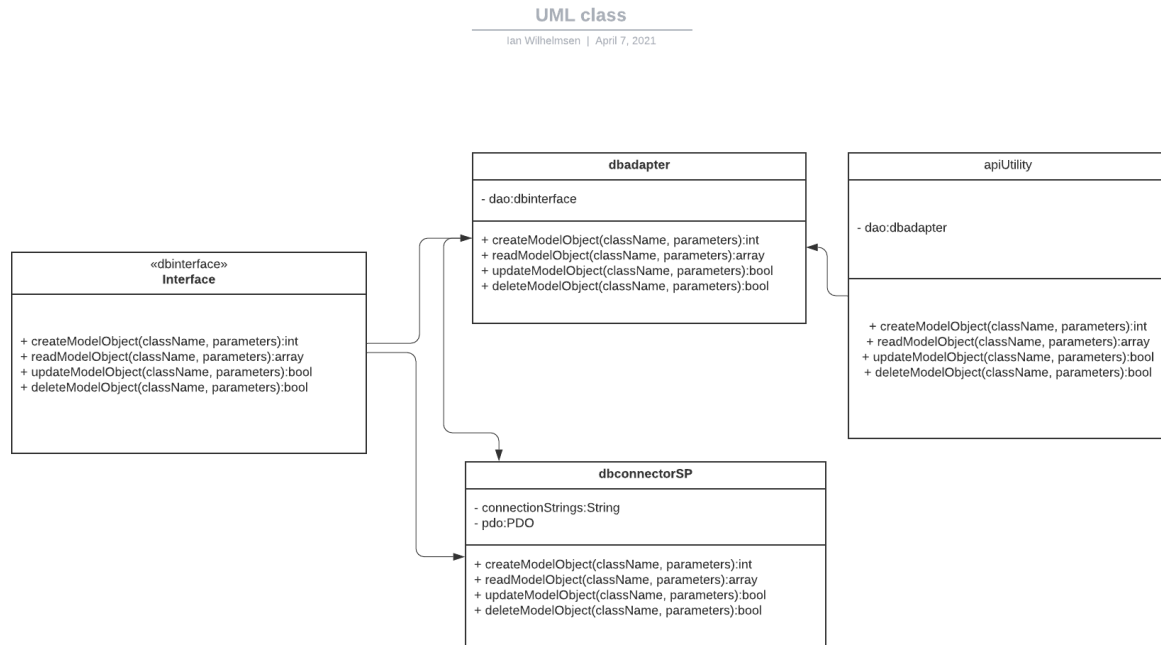 UML class
Ian Wilhelmsen | April 7, 2021
dbadapter
- dao:dbinterface
+ createModelObject(className, parameters):int
+ readModelObject(className, parameters):array
+ updateModelObject(className, parameters):bool
+ deleteModelObject(className, parameters):bool
apiUtility
- dao:dbadapter
+ createModelObject(className, parameters):int
+ readModelObject(className, parameters):array
+ updateModelObject(className, parameters):bool
+ deleteModelObject(className, parameters):bool
«dbinterface»
Interface
+ createModelObject(className, parameters):int
+ readModelObject(className, parameters):array
+ updateModelObject(className, parameters):bool
+ deleteModelObject(className, parameters):bool
dbconnectorSP
- connectionStrings:String
- pdo:PDO
+ createModelObject(className, parameters):int
+ readModelObject(className, parameters):array
+ updateModelObject(className, parameters):bool
+ deleteModelObject(className, parameters):bool